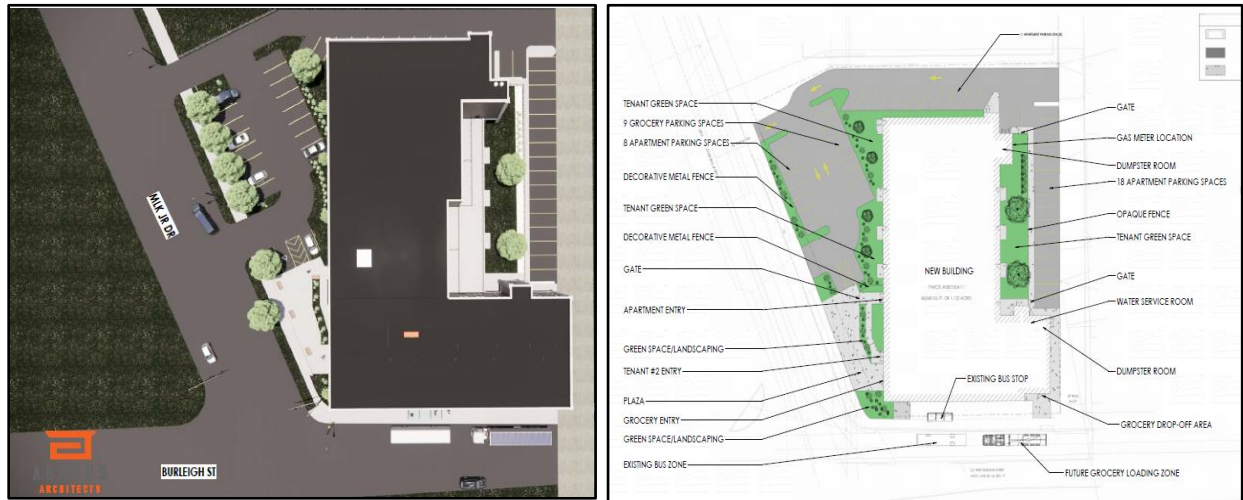 MLK JR DR
BURLEIGH ST
ARCHITECTS
TENANT GREEN SPACE
9 GROCERY PARKING SPACES
8 APARTMENT PARKING SPACES
DECORATIVE METAL FENCE
TENANT GREEN SPACE
DECORATIVE METAL FENCE
GATE
APARTMENT ENTRY
GREEN SPACE/LANDSCAPING
TENANT #2 ENTRY
PLAZA
GROCERY ENTRY
GREEN SPACE/LANDSCAPING
EXISTING BUS ZONE
NEW BUILDING
EXISTING BUS STOP
GATE
GAS METER LOCATION
DUMPSTER ROOM
18 APARTMENT PARKING SPACES
OPAQUE FENCE
TENANT GREEN SPACE
GATE
WATER SERVICE ROOM
DUMPSTER ROOM
GROCERY DROP-OFF AREA
FUTURE GROCERY LOADING ZONE